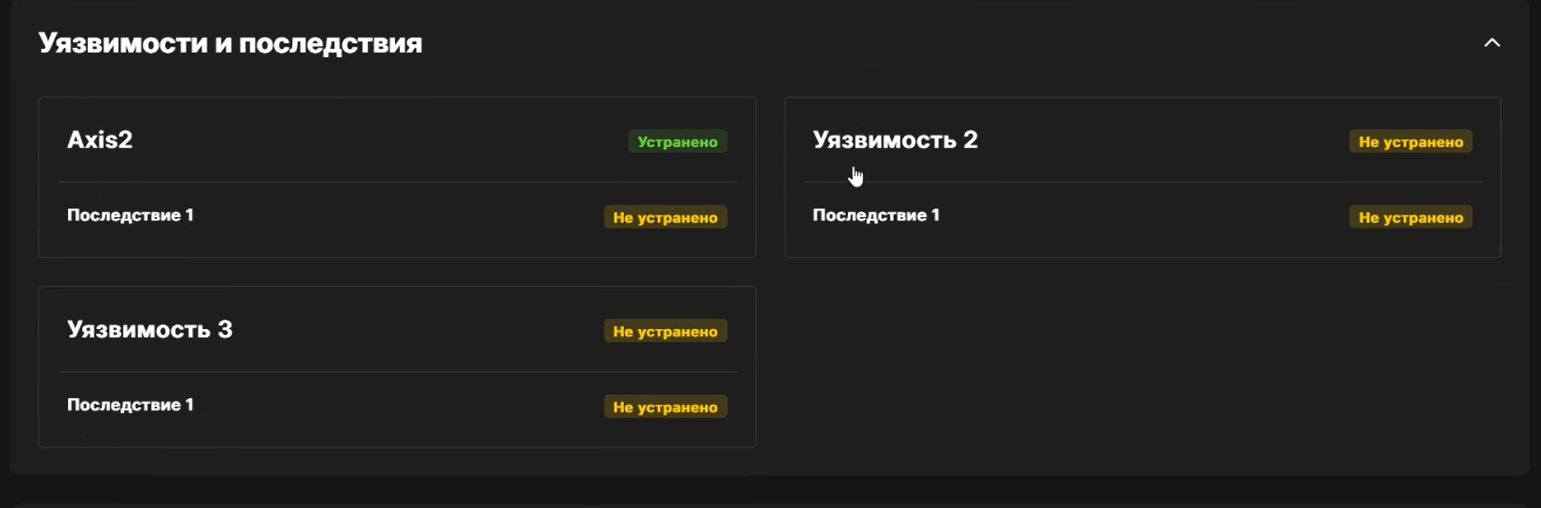 Уязвимости и последствия
Axis2 Устранено
Последствие 1 Не устранено
Уязвимость 2 Не устранено
Последствие 1 Не устранено
Уязвимость 3 Не устранено
Последствие 1 Не устранено